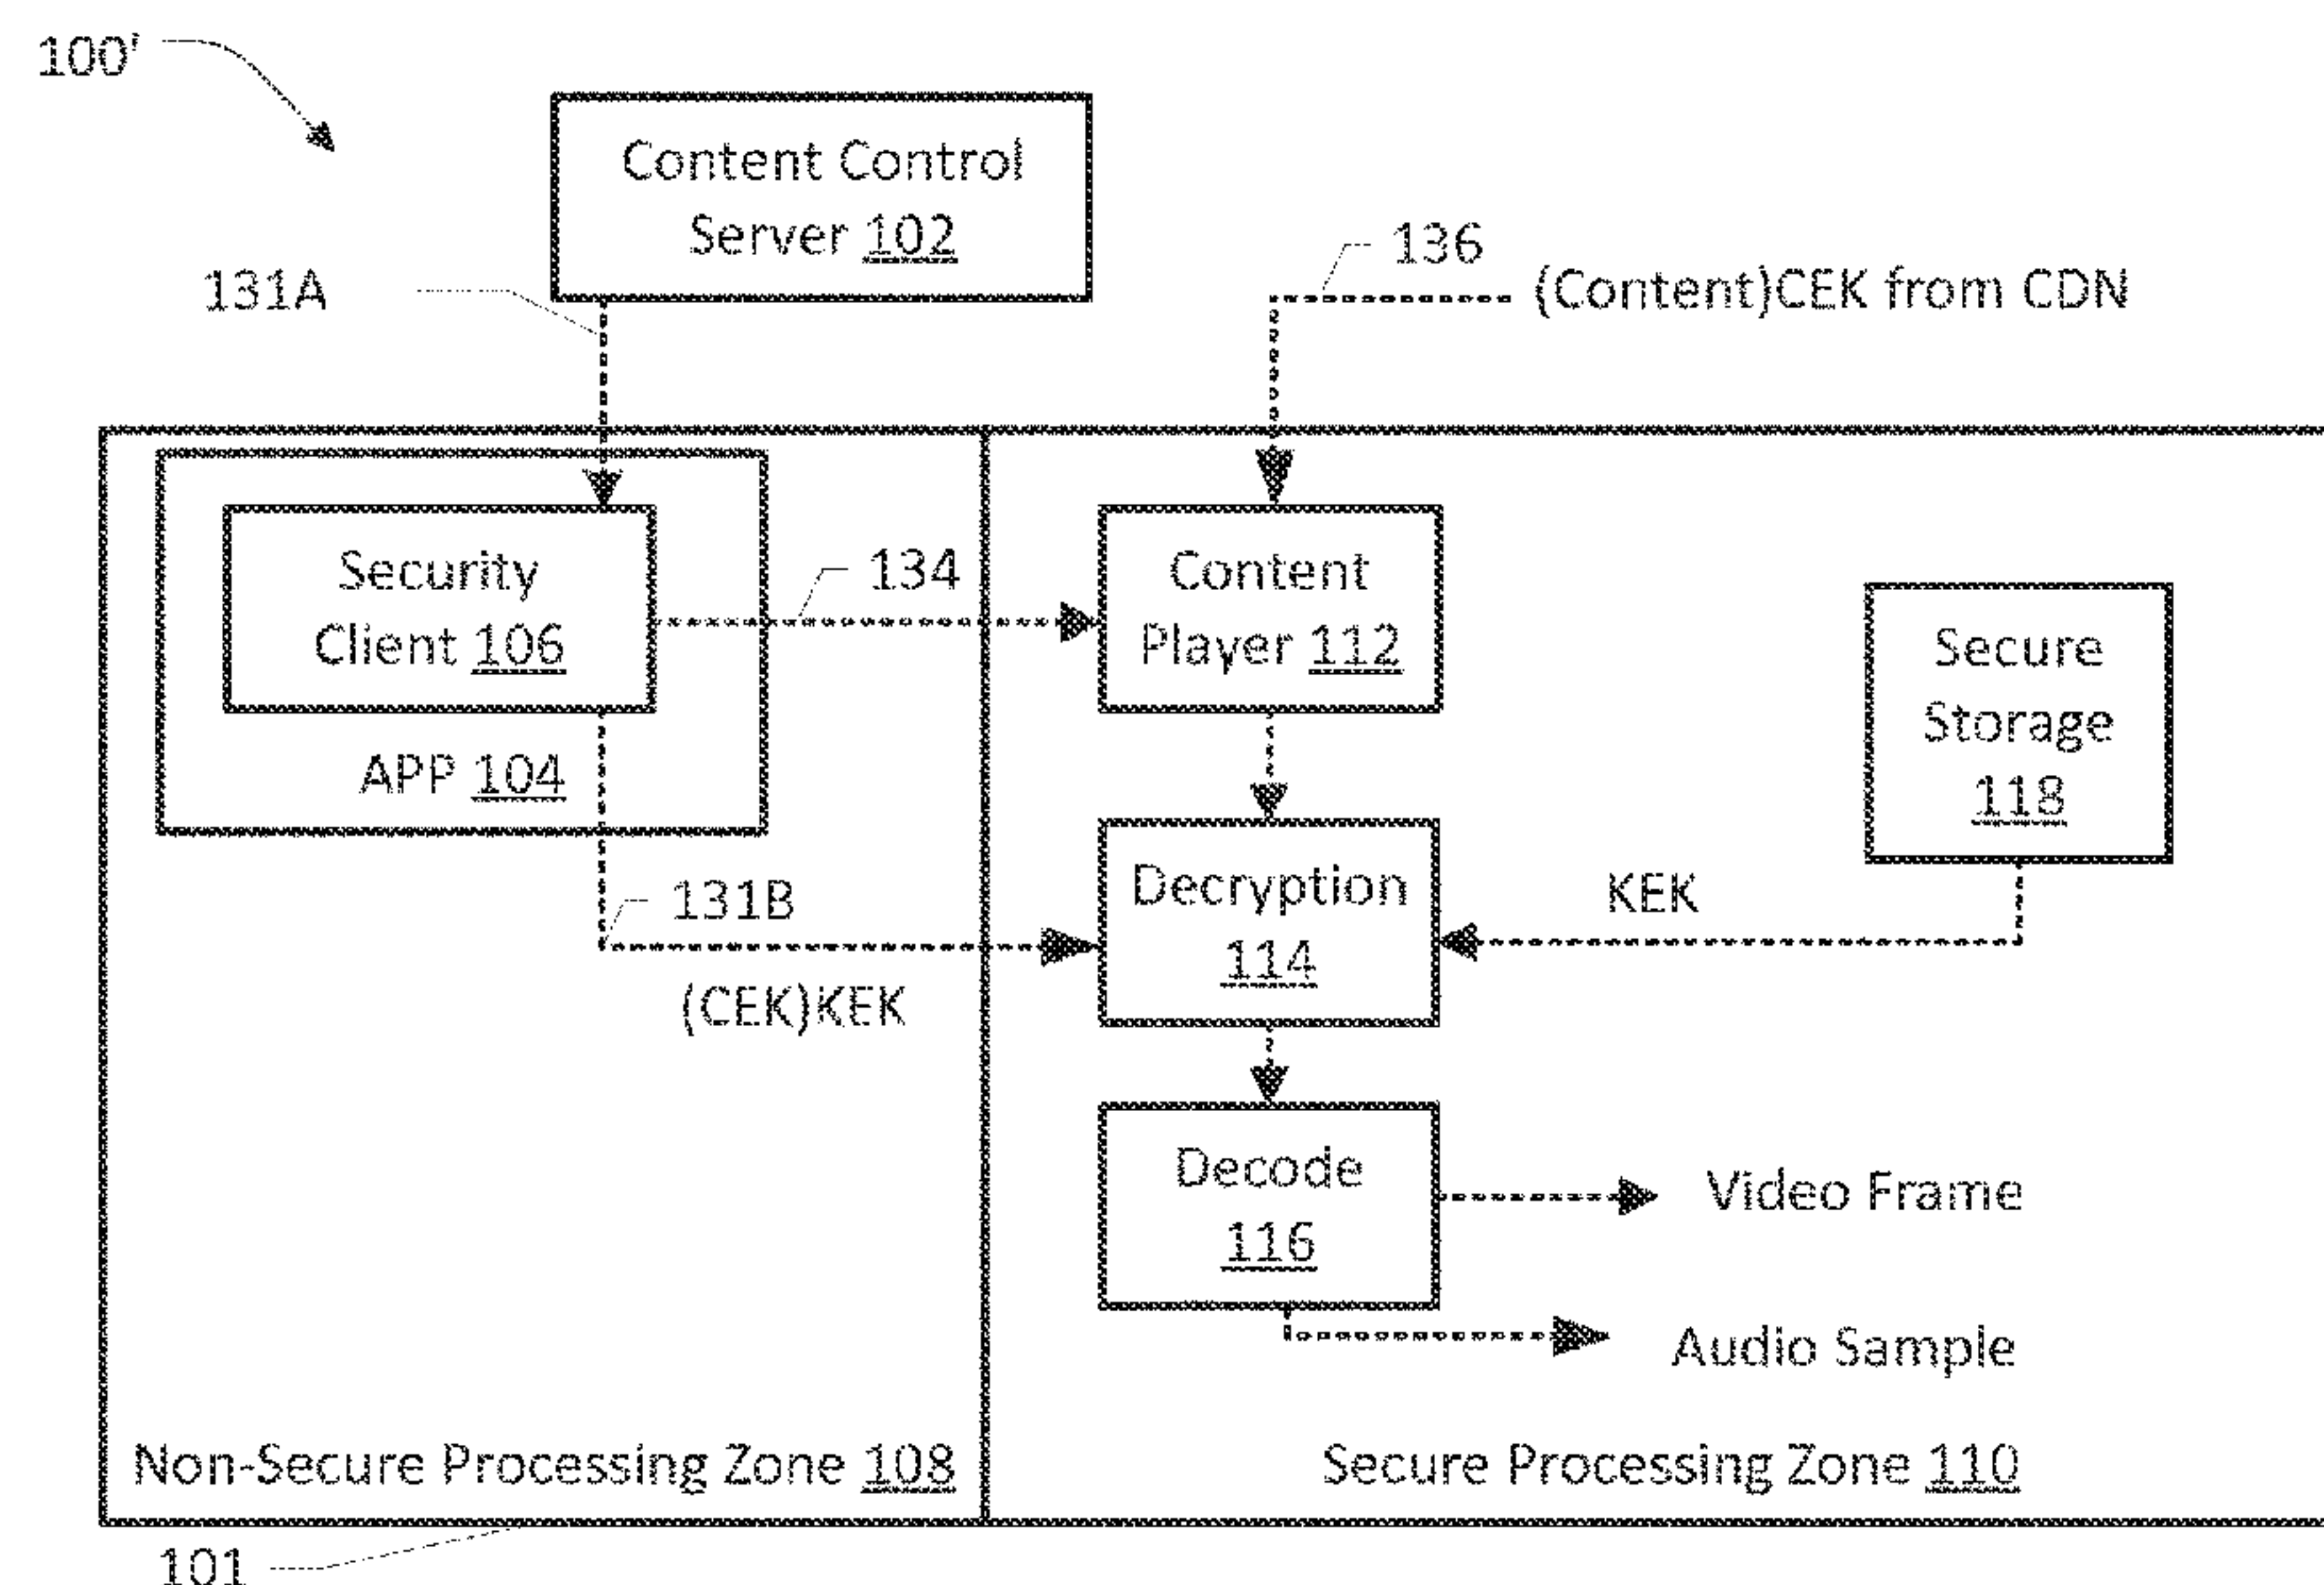 100'
Content Control
Server 102
131A
136
(Content)CEK from CDN
Security
Client 106
134
Content
Player 112
Secure
Storage
118
APP 104
131B
(CEK)KEK
Decryption
114
KEK
Decode
116
Video Frame
Audio Sample
Non-Secure Processing Zone 108
Secure Processing Zone 110
101